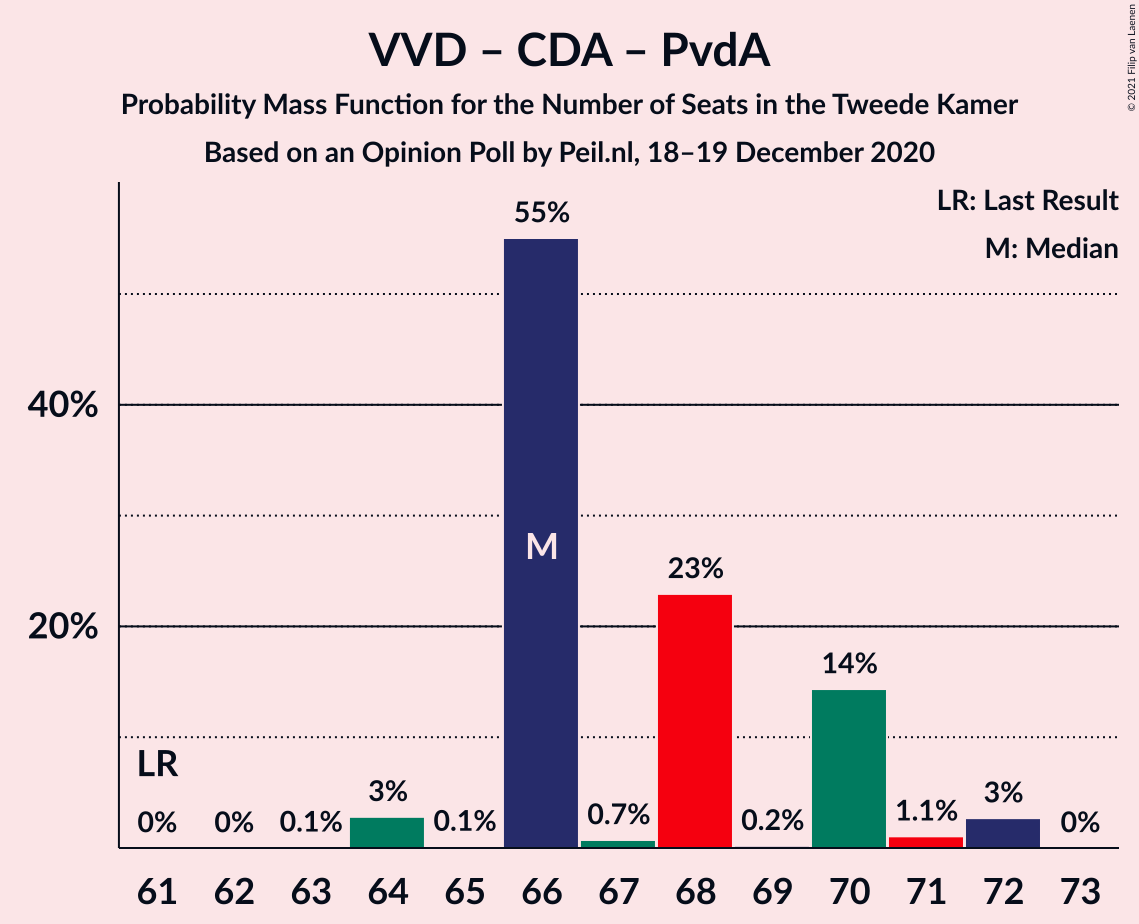 VVD – CDA – PvdA
Probability Mass Function for the Number of Seats in the Tweede Kamer
Based on an Opinion Poll by Peil.nl, 18–19 December 2020
© 2021 Filip van Laenen
LR: Last Result
M: Median
55%
40%
M
23%
20%
14%
LR
0% 0% 0.1% 3% 0.1% 0.7% 0.2% 1.1% 3% 0%
61 62 63 64 65 66 67 68 69 70 71 72 73